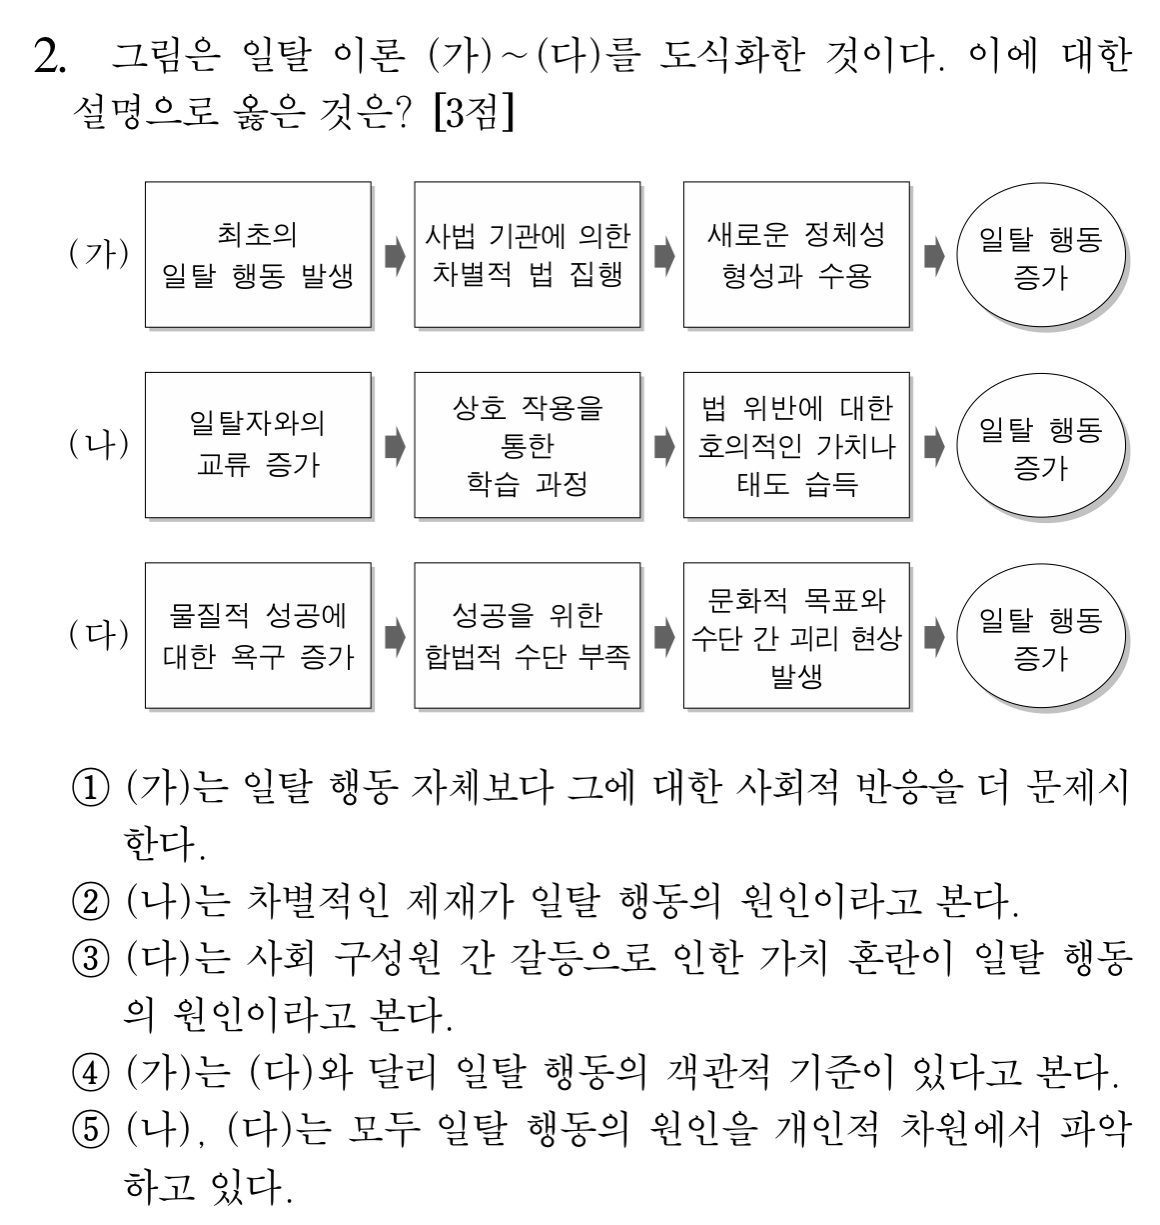 2. 그림은 일탈 이론 (가)~(다)를 도식화한 것이다. 이에 대한
설명으로 옳은 것은? [3점]
(가)
최초의
일탈 행동 발생
사법 기관에 의한
차별적 법 집행
새로운 정체성
형성과 수용
일탈 행동
증가
(나)
일탈자와의
교류 증가
상호 작용을
통한
학습 과정
법 위반에 대한
호의적인 가치나
태도 습득
일탈 행동
증가
(다)
물질적 성공에
대한 욕구 증가
성공을 위한
합법적 수단 부족
문화적 목표와
수단 간 괴리 현상
발생
일탈 행동
증가
① (가)는 일탈 행동 자체보다 그에 대한 사회적 반응을 더 문제시
한다.
② (나)는 차별적인 제재가 일탈 행동의 원인이라고 본다.
③ (다)는 사회 구성원 간 갈등으로 인한 가치 혼란이 일탈 행동
의 원인이라고 본다.
④ (가)는 (다)와 달리 일탈 행동의 객관적 기준이 있다고 본다.
⑤ (나), (다)는 모두 일탈 행동의 원인을 개인적 차원에서 파악
하고 있다.